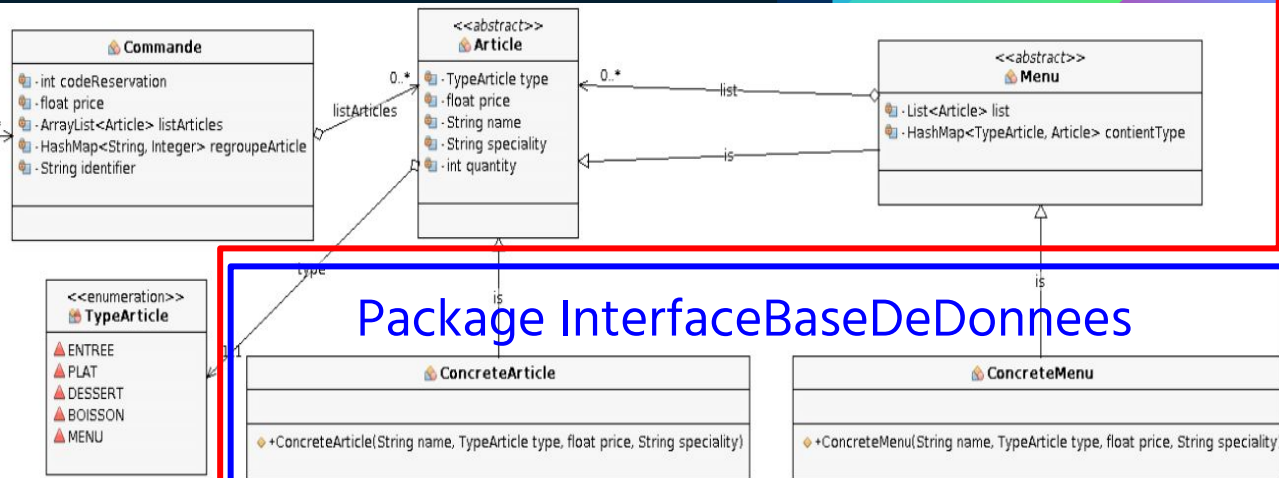 Commande
- int codeReservation
- float price
- ArrayList<Article> listArticles
- HashMap<String, Integer> regroupeArticle
- String identifier
0..*
listArticles
<<abstract>>
Article
- TypeArticle type
- float price
- String name
- String speciality
- int quantity
0..*
list
is
<<abstract>>
Menu
- List<Article> list
- HashMap<TypeArticle, Article> contientType
type
is
is
<<enumeration>>
TypeArticle
ENTREE
PLAT
DESSERT
BOISSON
MENU
Package InterfaceBaseDeDonnees
ConcreteArticle
+ConcreteArticle(String name, TypeArticle type, float price, String speciality)
ConcreteMenu
+ConcreteMenu(String name, TypeArticle type, float price, String speciality